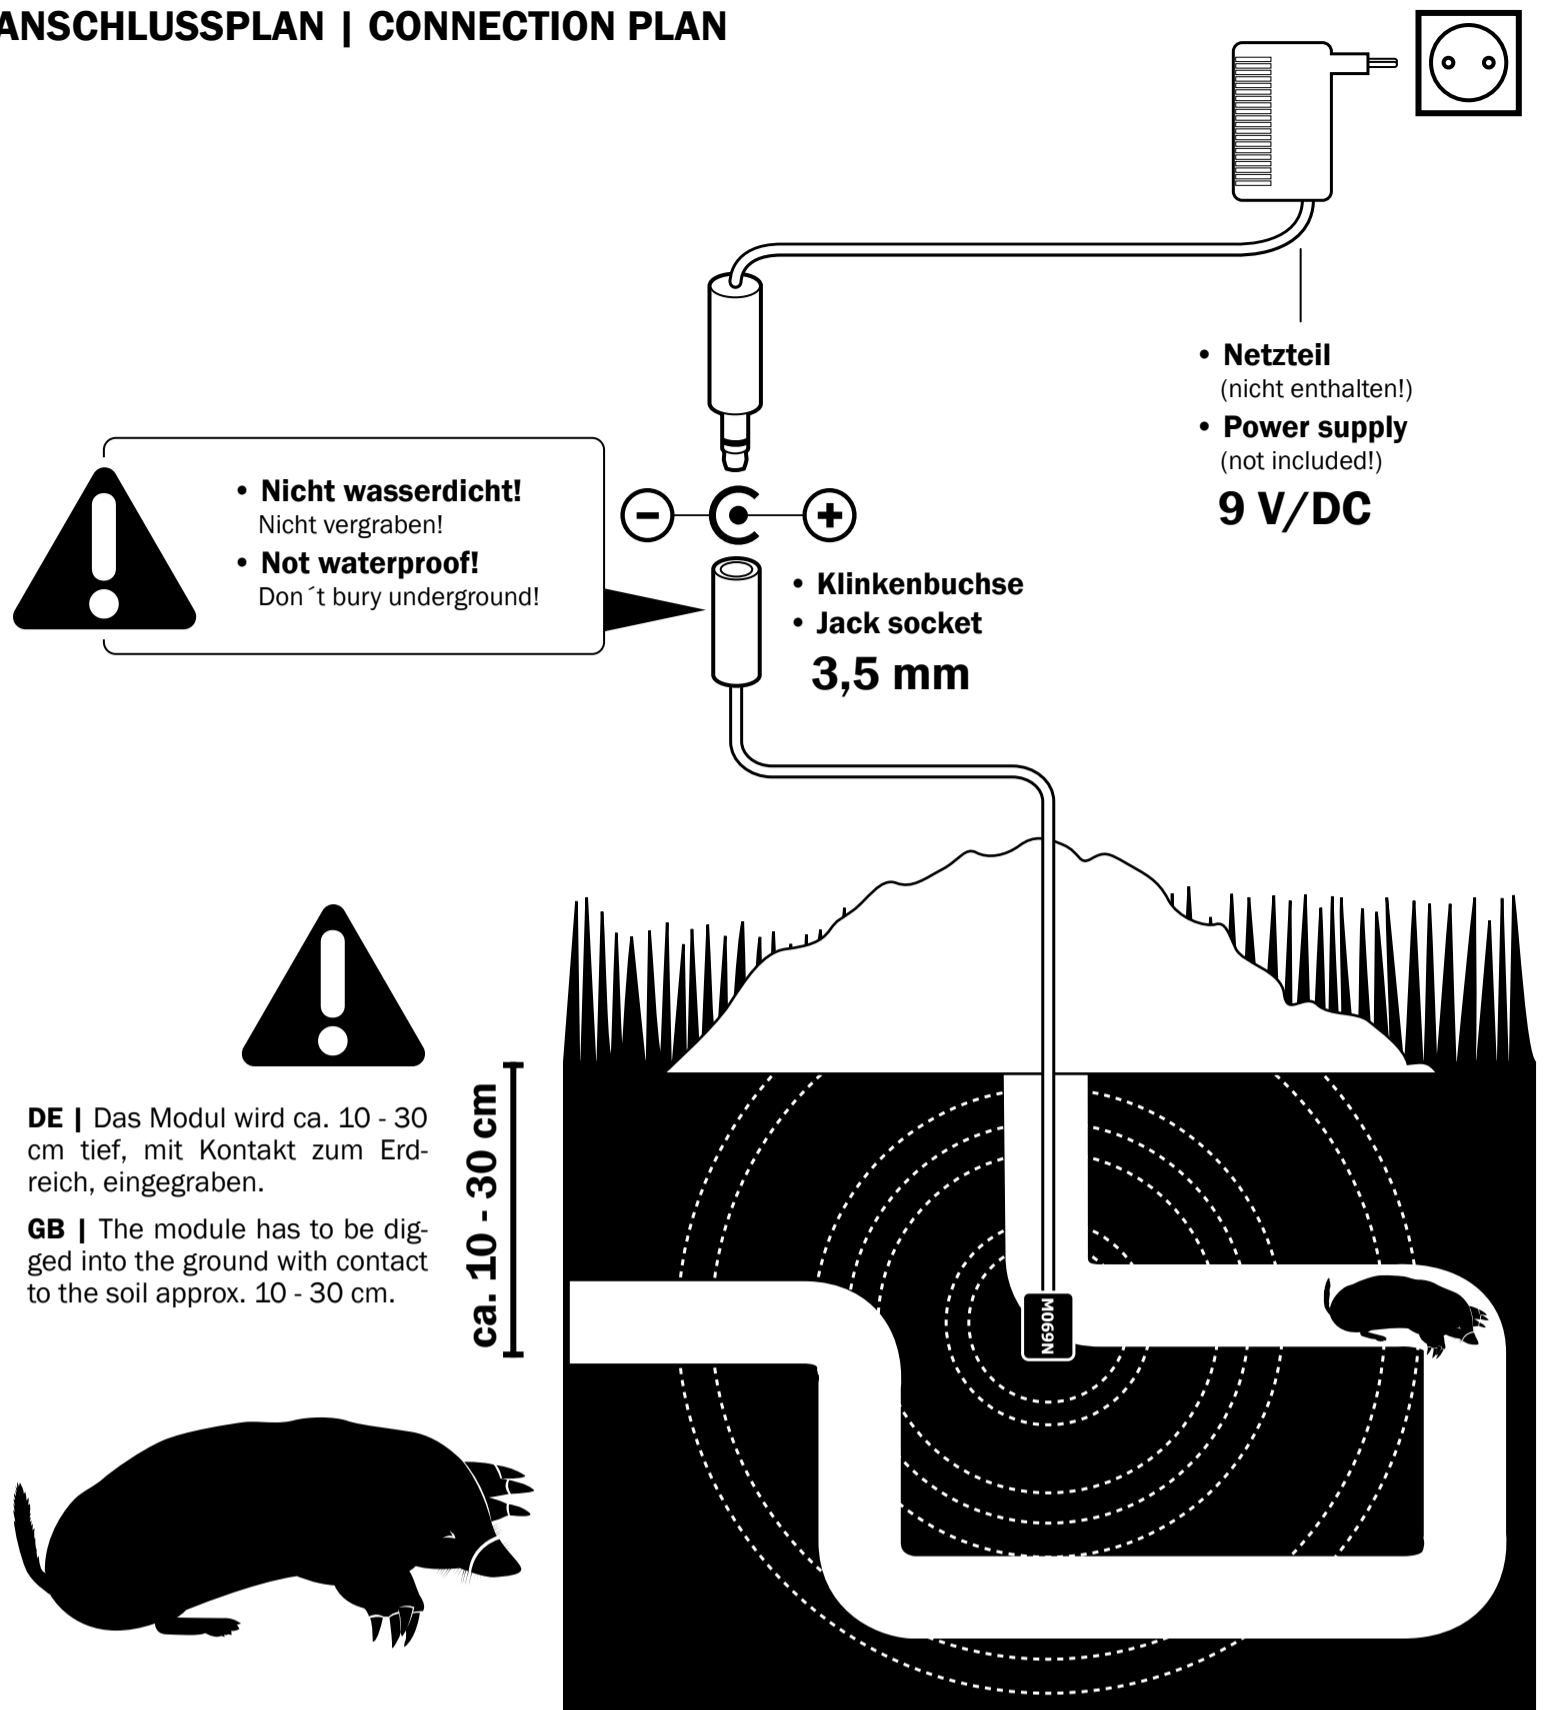 ANSCHLUSSPLAN | CONNECTION PLAN
• Netzteil
(nicht enthalten!)
• Power supply
(not included!)
9 V/DC
• Nicht wasserdicht!
Nicht vergraben!
• Not waterproof!
Don´t bury underground!
• Klinkenbuchse
• Jack socket
3,5 mm
DE | Das Modul wird ca. 10 - 30
cm tief, mit Kontakt zum Erd-
reich, eingegraben.
GB | The module has to be dig-
ged into the ground with contact
to the soil approx. 10 - 30 cm.
ca. 10 - 30 cm
M069N